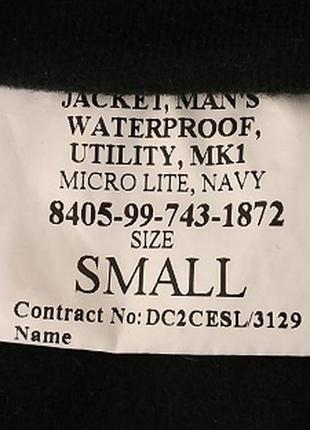 JACKET, MAN'S
WATERPROOF,
UTILITY, MK1
MICRO LITE, NAVY
8405-99-743-1872
SIZE
SMALL
Contract No: DC2CESL/3129
Name